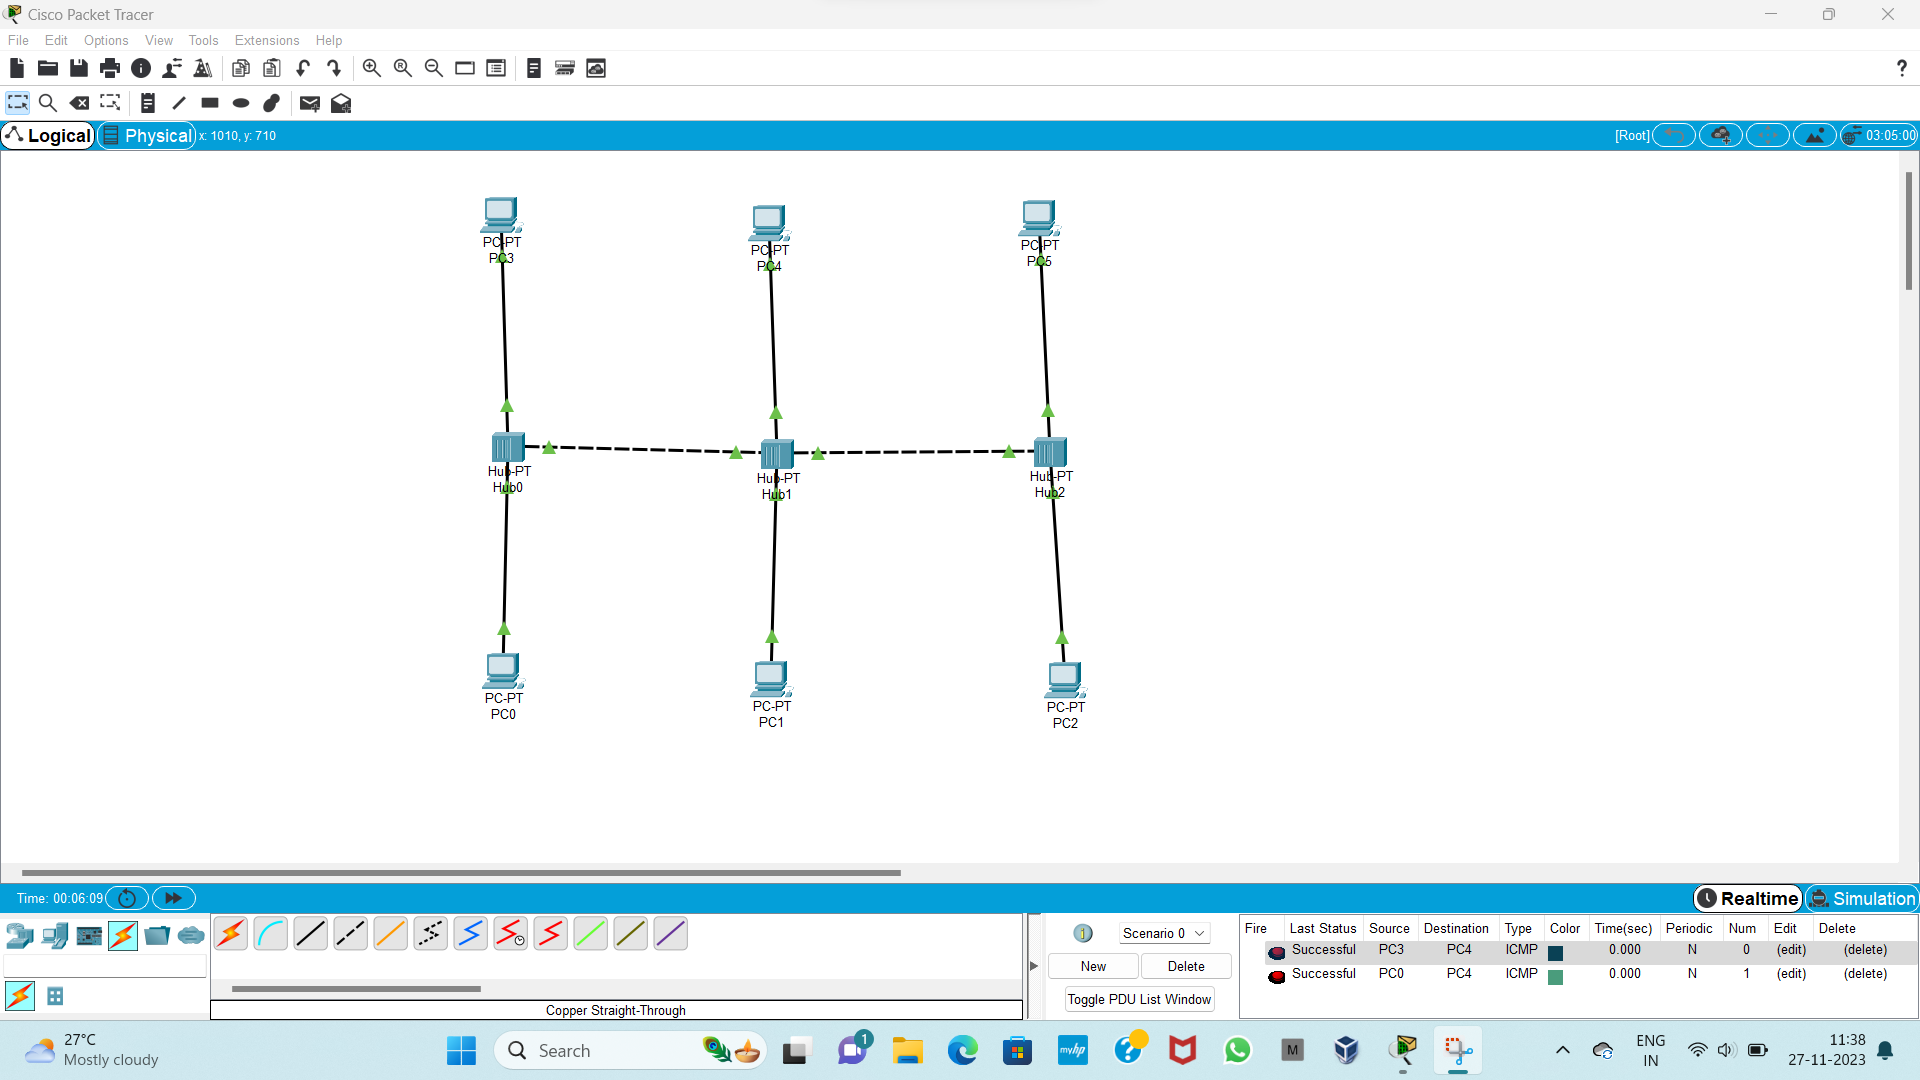 Cisco Packet Tracer
File Edit Options View Tools Extensions Help
?
Logical Physical x: 1010, y: 710 [Root] 03:05:00
PC-PT
PC3
PC-PT
PC4
PC-PT
PC5
Hub-PT
Hub0
Hub-PT
Hub1
Hub-PT
Hub2
PC-PT
PC0
PC-PT
PC1
PC-PT
PC2
Time: 00:06:09 Realtime Simulation
Scenario 0
New Delete
Toggle PDU List Window
Fire Last Status Source Destination Type Color Time(sec) Periodic Num Edit Delete
Successful PC3 PC4 ICMP 0.000 N 0 (edit) (delete)
Successful PC0 PC4 ICMP 0.000 N 1 (edit) (delete)
Copper Straight-Through
27°C
Mostly cloudy
Search
1
myhp
M
ENG
IN
11:38
27-11-2023